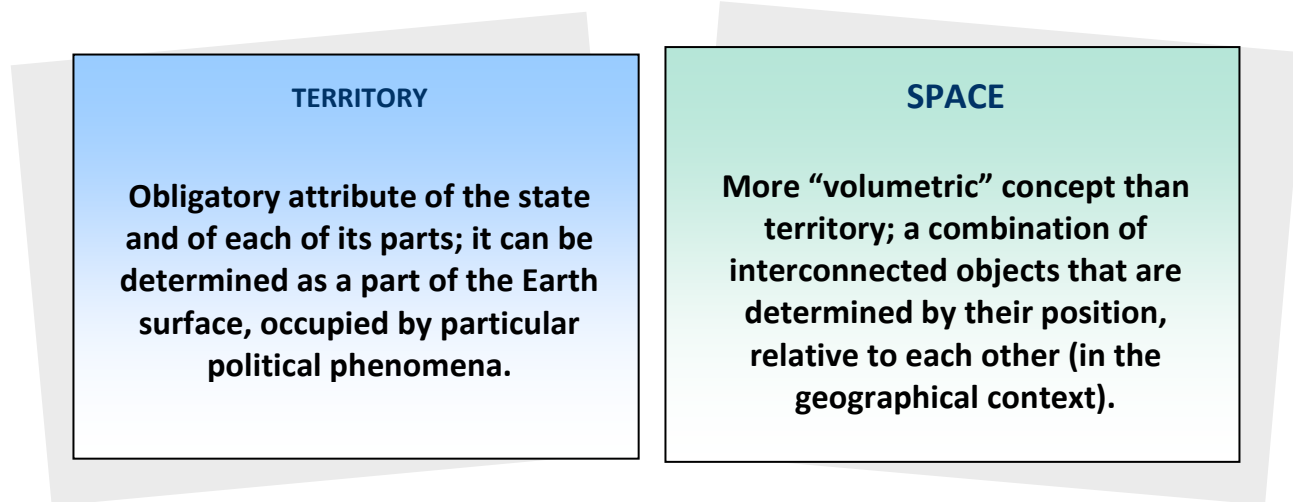 TERRITORY
Obligatory attribute of the state
and of each of its parts; it can be
determined as a part of the Earth
surface, occupied by particular
political phenomena.
SPACE
More “volumetric” concept than
territory; a combination of
interconnected objects that are
determined by their position,
relative to each other (in the
geographical context).